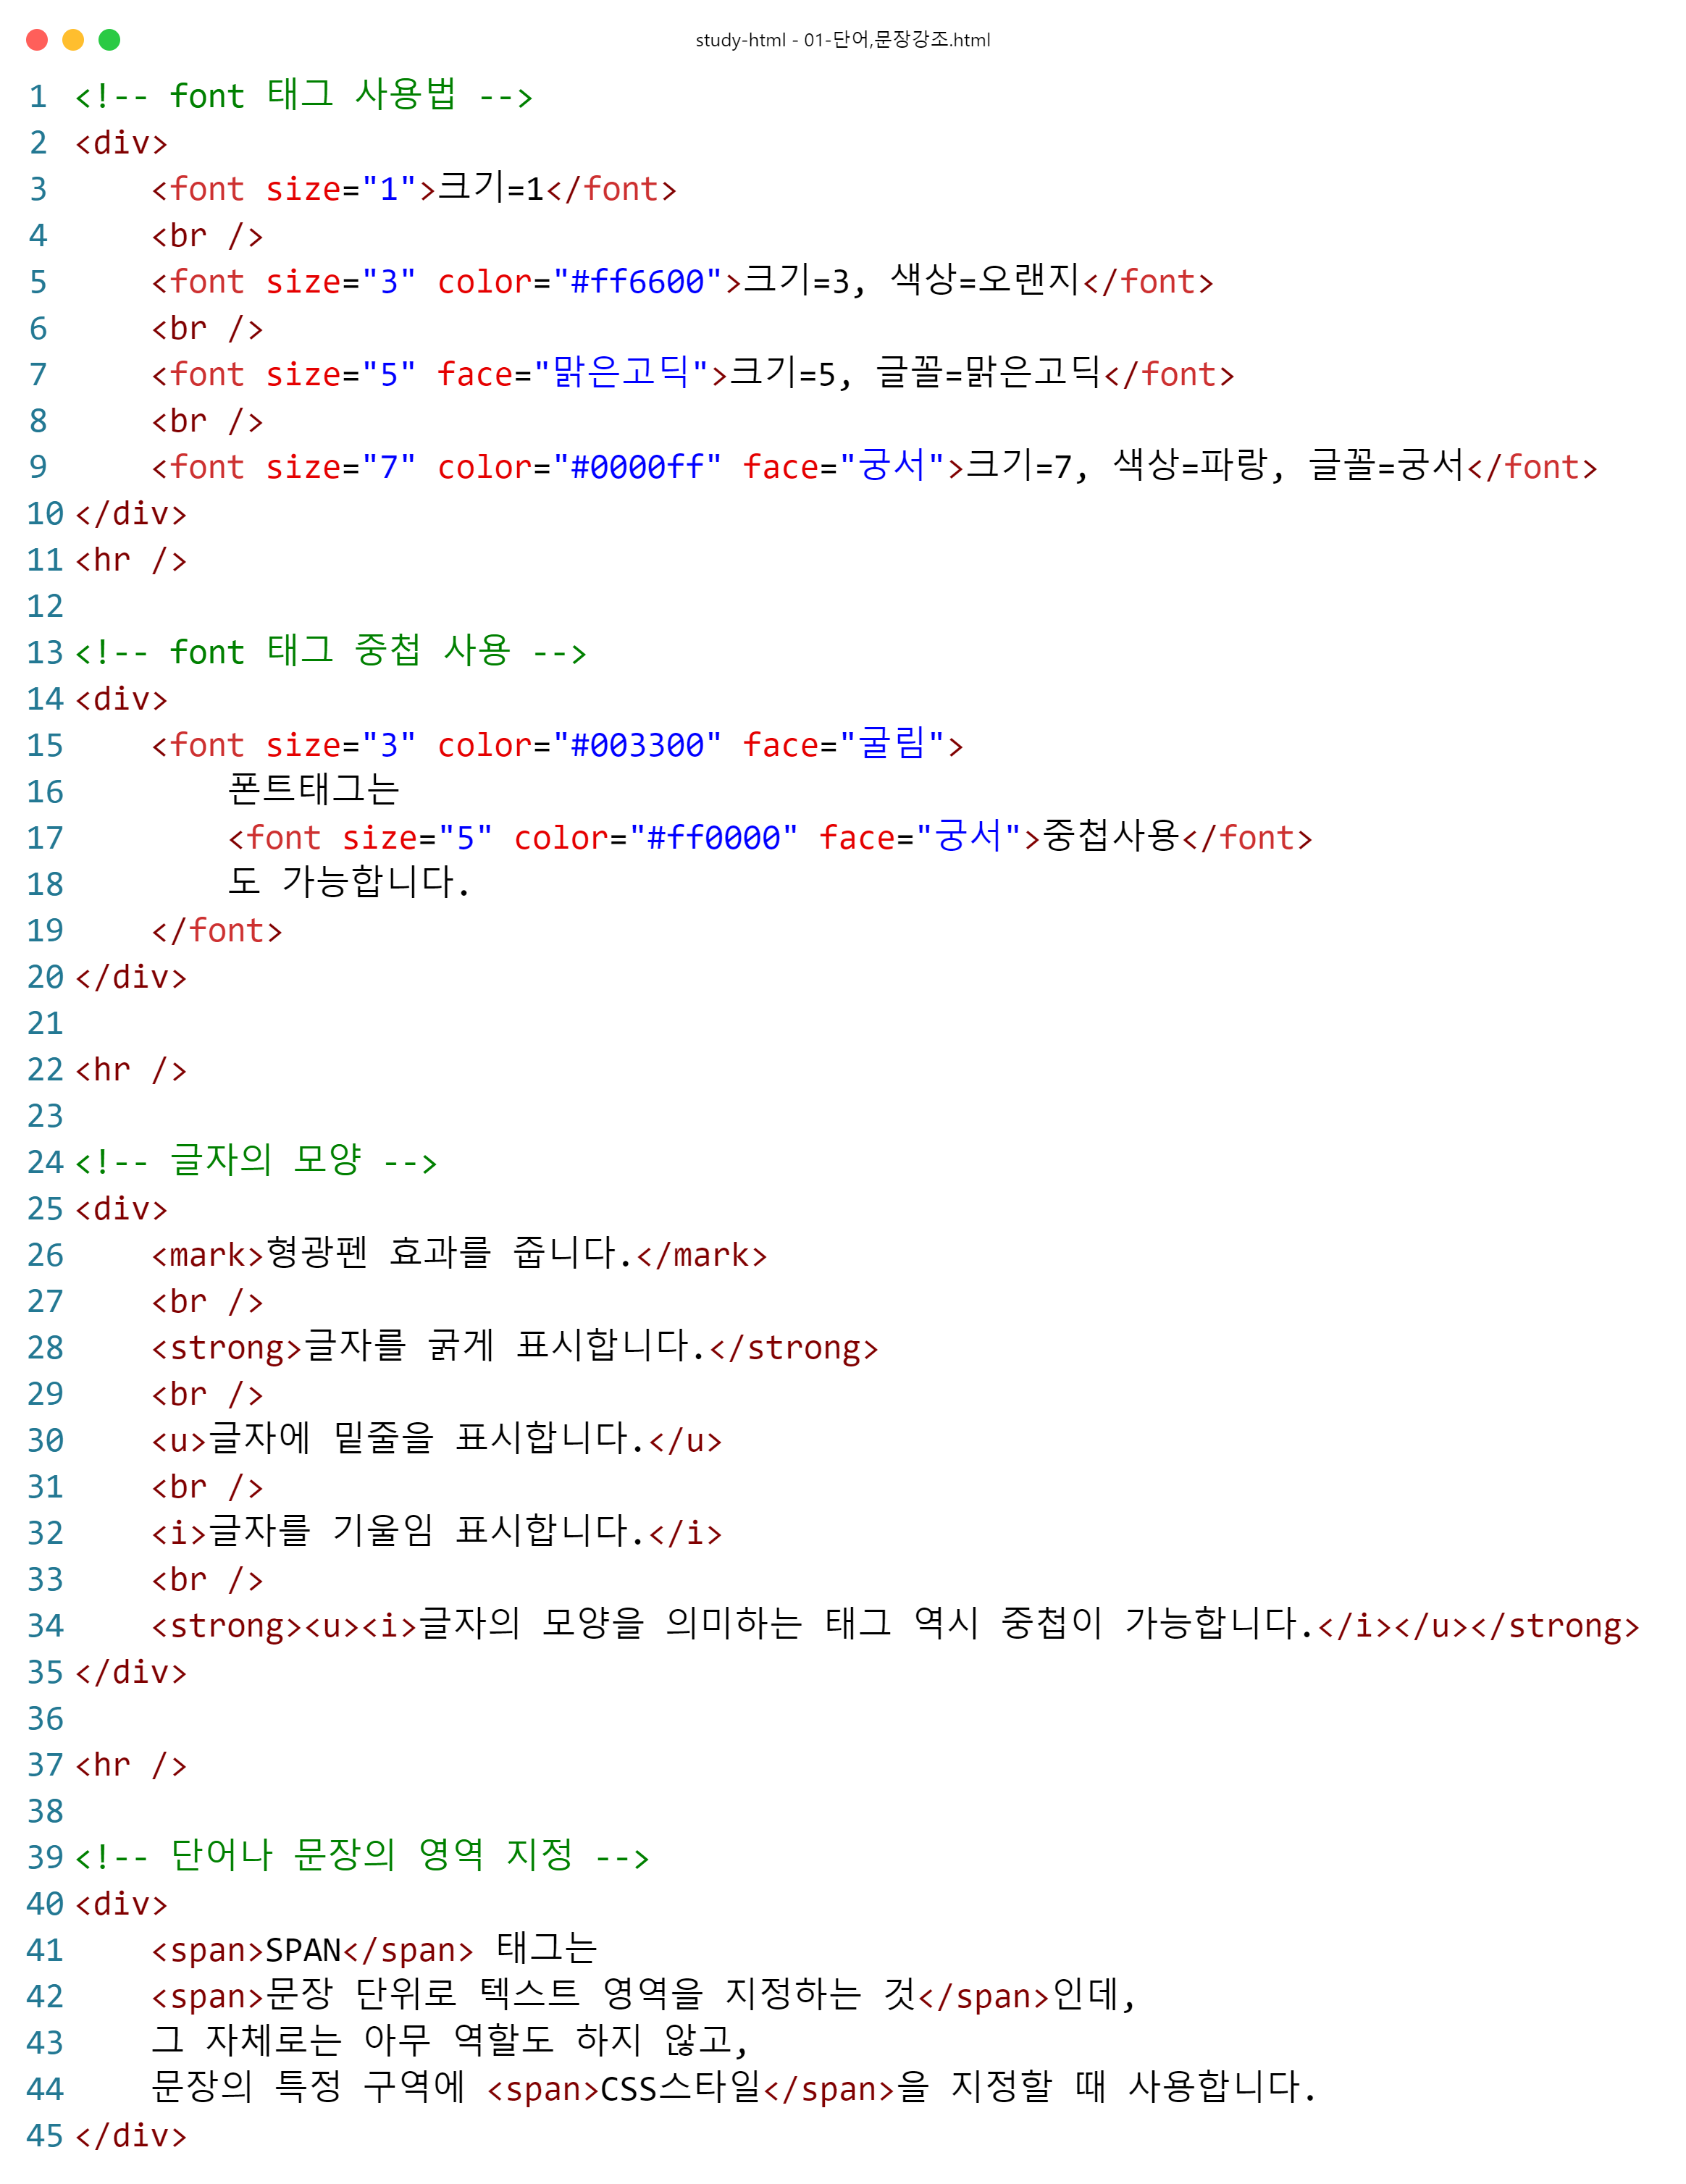 study-html - 01-단어,문장강조.html
1 <!-- font 태그 사용법 -->
2 <div>
3     <font size="1">크기=1</font>
4     <br />
5     <font size="3" color="#ff6600">크기=3, 색상=오랜지</font>
6     <br />
7     <font size="5" face="맑은고딕">크기=5, 글꼴=맑은고딕</font>
8     <br />
9     <font size="7" color="#0000ff" face="궁서">크기=7, 색상=파랑, 글꼴=궁서</font>
10 </div>
11 <hr />
12
13 <!-- font 태그 중첩 사용 -->
14 <div>
15     <font size="3" color="#003300" face="굴림">
16         폰트태그는
17         <font size="5" color="#ff0000" face="궁서">중첩사용</font>
18         도 가능합니다.
19     </font>
20 </div>
21
22 <hr />
23
24 <!-- 글자의 모양 -->
25 <div>
26     <mark>형광펜 효과를 줍니다.</mark>
27     <br />
28     <strong>글자를 굵게 표시합니다.</strong>
29     <br />
30     <u>글자에 밑줄을 표시합니다.</u>
31     <br />
32     <i>글자를 기울임 표시합니다.</i>
33     <br />
34     <strong><u><i>글자의 모양을 의미하는 태그 역시 중첩이 가능합니다.</i></u></strong>
35 </div>
36
37 <hr />
38
39 <!-- 단어나 문장의 영역 지정 -->
40 <div>
41     <span>SPAN</span> 태그는
42     <span>문장 단위로 텍스트 영역을 지정하는 것</span>인데,
43     그 자체로는 아무 역할도 하지 않고,
44     문장의 특정 구역에 <span>CSS스타일</span>을 지정할 때 사용합니다.
45 </div>